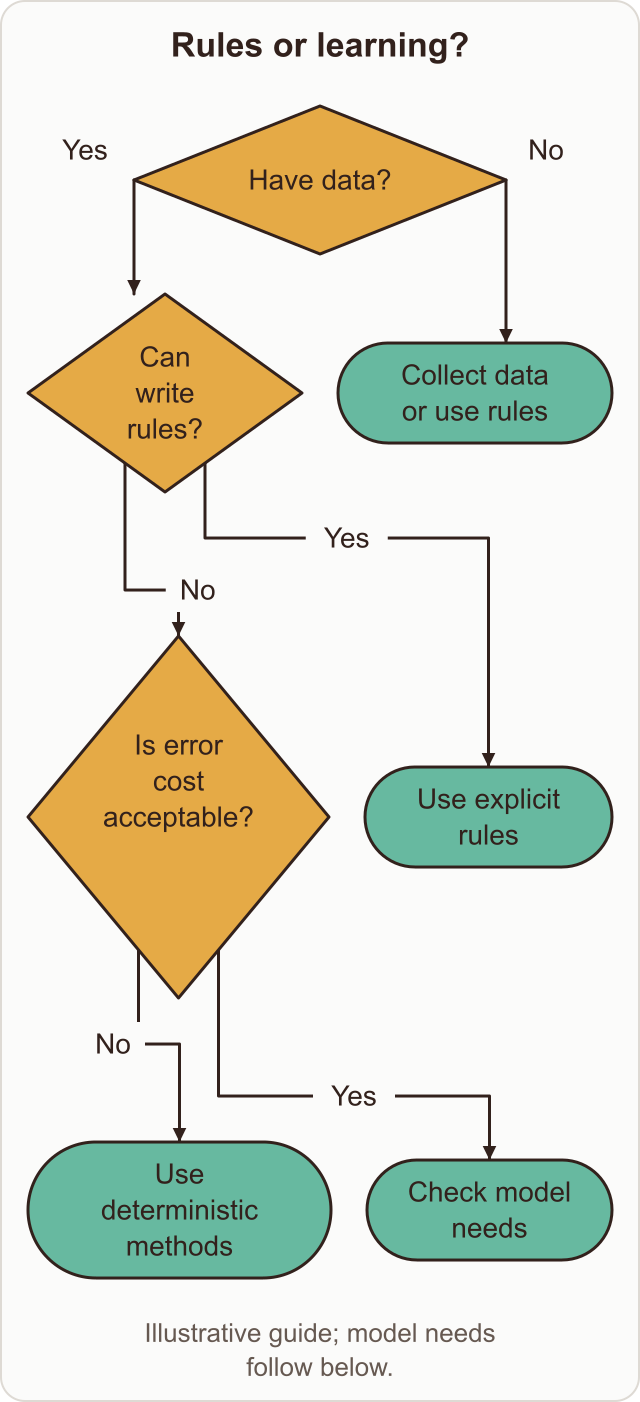 Rules or learning?
Yes
No
Have data?
Can
write
rules?
Collect data
or use rules
Yes
No
Is error
cost
acceptable?
Use explicit
rules
No
Yes
Use
deterministic
methods
Check model
needs
Illustrative guide; model needs
follow below.